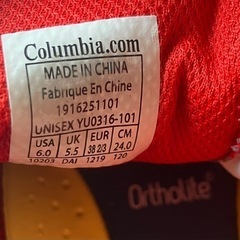 Columbia.com
MADE IN CHINA
Fabrique En Chine
1916251101
UNISEX YU0316-101
USA UK EUR CM
6.0 5.5 38 2/3 24.0
10203 DAI 1219 120
Ortholite